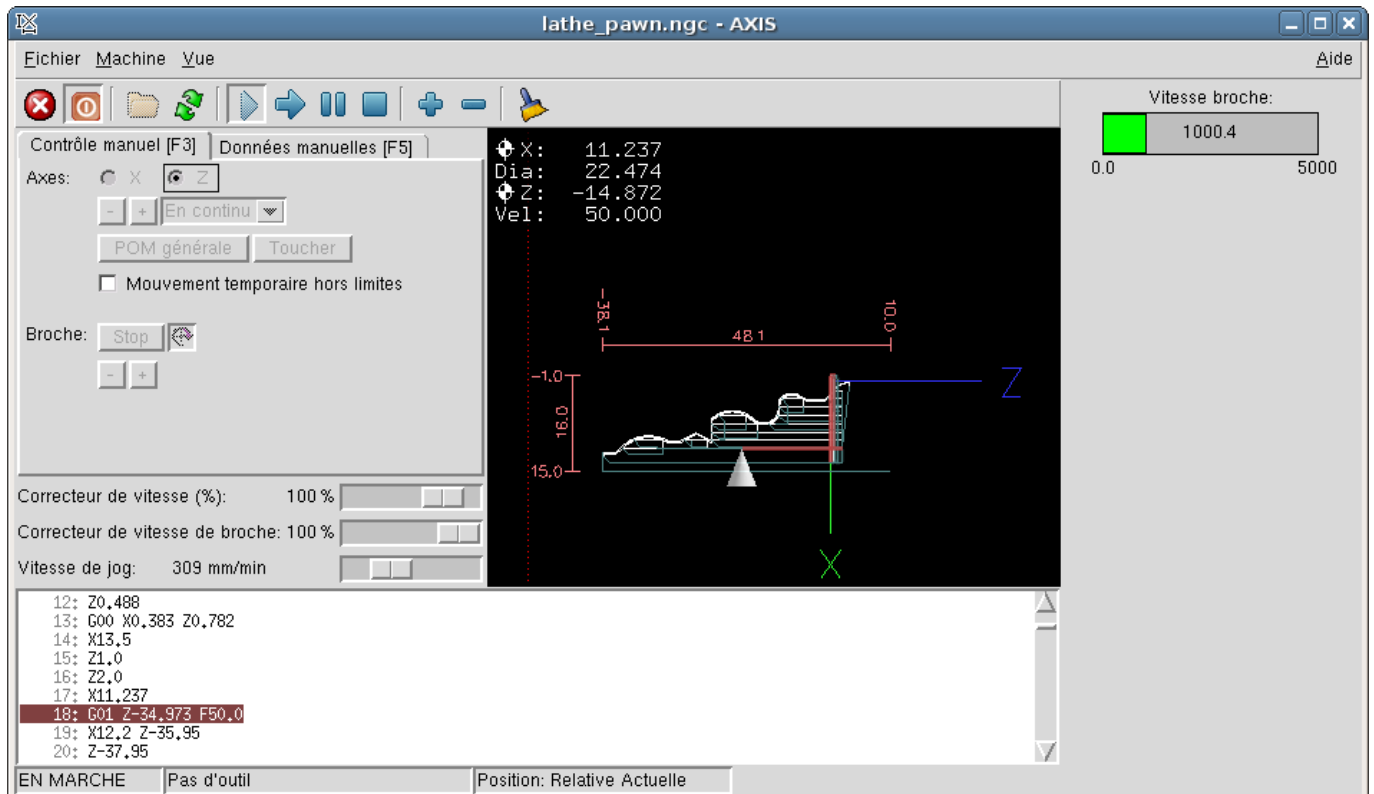 lathe_pawn.ngc - AXIS
Fichier Machine Vue Aide
Contrôle manuel [F3] Données manuelles [F5]
Axes: X Z
- + En continu
POM générale Toucher
Mouvement temporaire hors limites
Broche: Stop
- +
Correcteur de vitesse (%): 100 %
Correcteur de vitesse de broche: 100 %
Vitesse de jog: 309 mm/min
X: 11.237
Dia: 22.474
Z: -14.872
Vel: 50.000
-38.1
10.0
48.1
-1.0
16.0
15.0
Z
X
Vitesse broche:
1000.4
0.0 5000
12: Z0.488
13: G00 X0.383 Z0.782
14: X13.5
15: Z1.0
16: Z2.0
17: X11.237
18: G01 Z-34.973 F50.0
19: X12.2 Z-35.95
20: Z-37.95
EN MARCHE Pas d'outil Position: Relative Actuelle